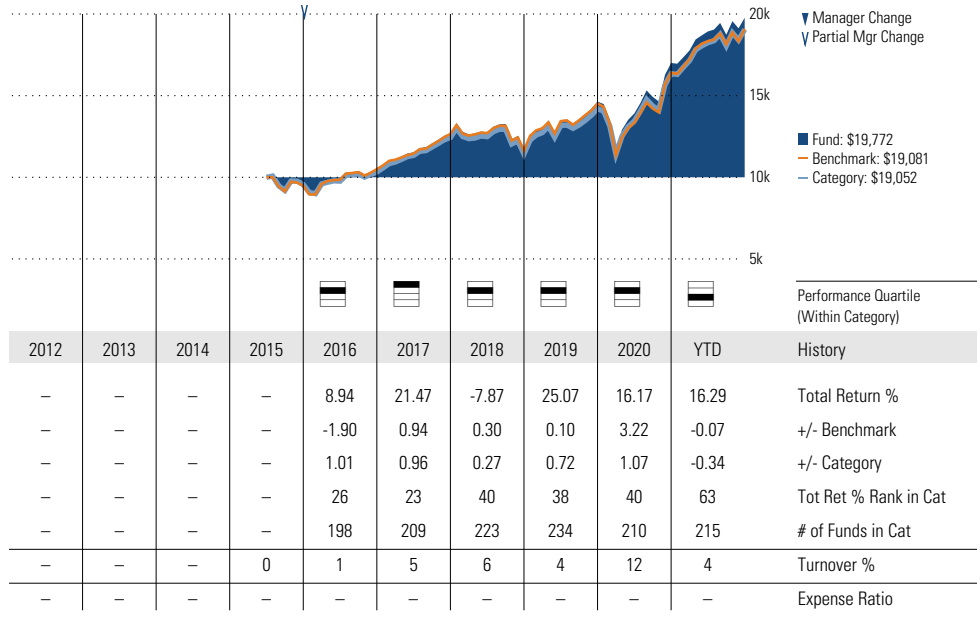 20k
▼ Manager Change
V Partial Mgr Change
15k
Fund: $19,772
Benchmark: $19,081
Category: $19,052
10k
5k
Performance Quartile
(Within Category)
2012 2013 2014 2015 2016 2017 2018 2019 2020 YTD History
– – – – 8.94 21.47 -7.87 25.07 16.17 16.29 Total Return %
– – – – -1.90 0.94 0.30 0.10 3.22 -0.07 +/- Benchmark
– – – – 1.01 0.96 0.27 0.72 1.07 -0.34 +/- Category
– – – – 26 23 40 38 40 63 Tot Ret % Rank in Cat
– – – – 198 209 223 234 210 215 # of Funds in Cat
– – – 0 1 5 6 4 12 4 Turnover %
– – – – – – – – – – Expense Ratio